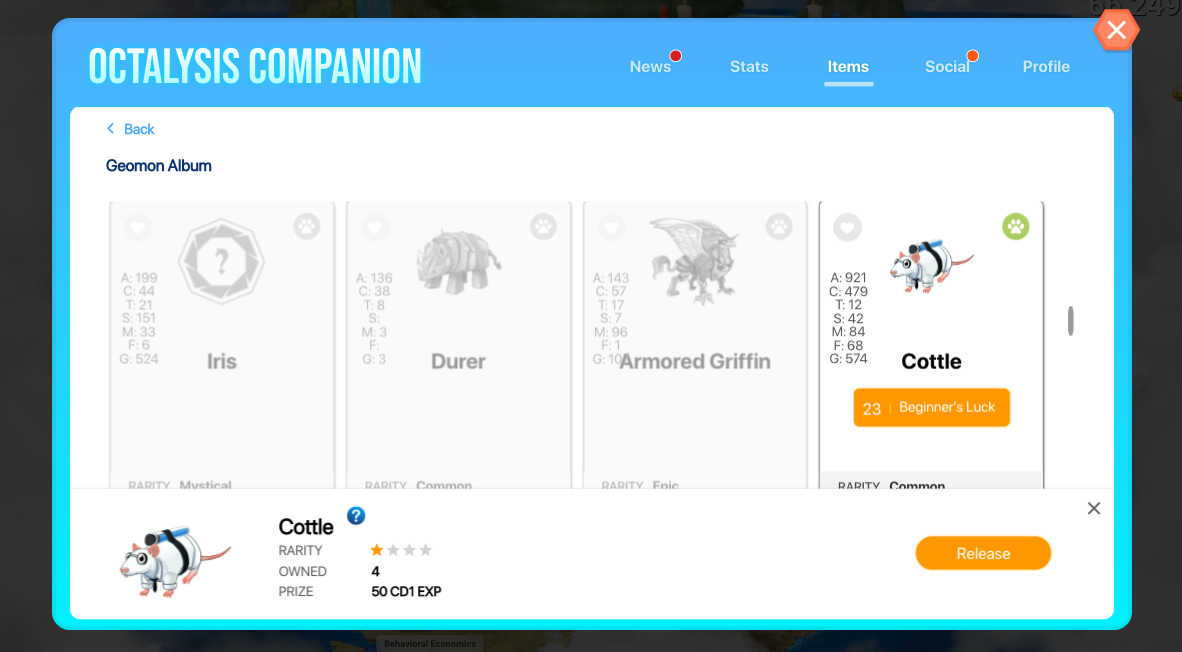 66,249
OCTALYSIS COMPANION
News
Stats
Items
Social
Profile
Back
Geomon Album
A: 199
C: 44
T: 21
S: 151
M: 33
F: 6
G: 524
?
Iris
RARITY Mystical
A: 136
C: 38
T: 8
S:
M: 3
F:
G: 3
Durer
RARITY Common
A: 143
C: 57
T: 17
S: 7
M: 96
F: 1
Armored Griffin
RARITY Epic
A: 921
C: 479
T: 12
S: 42
M: 84
F: 68
G: 574
Cottle
23 | Beginner's Luck
RARITY Common
Cottle ?
RARITY
OWNED 4
PRIZE 50 CD1 EXP
Release
Behavioral Economics